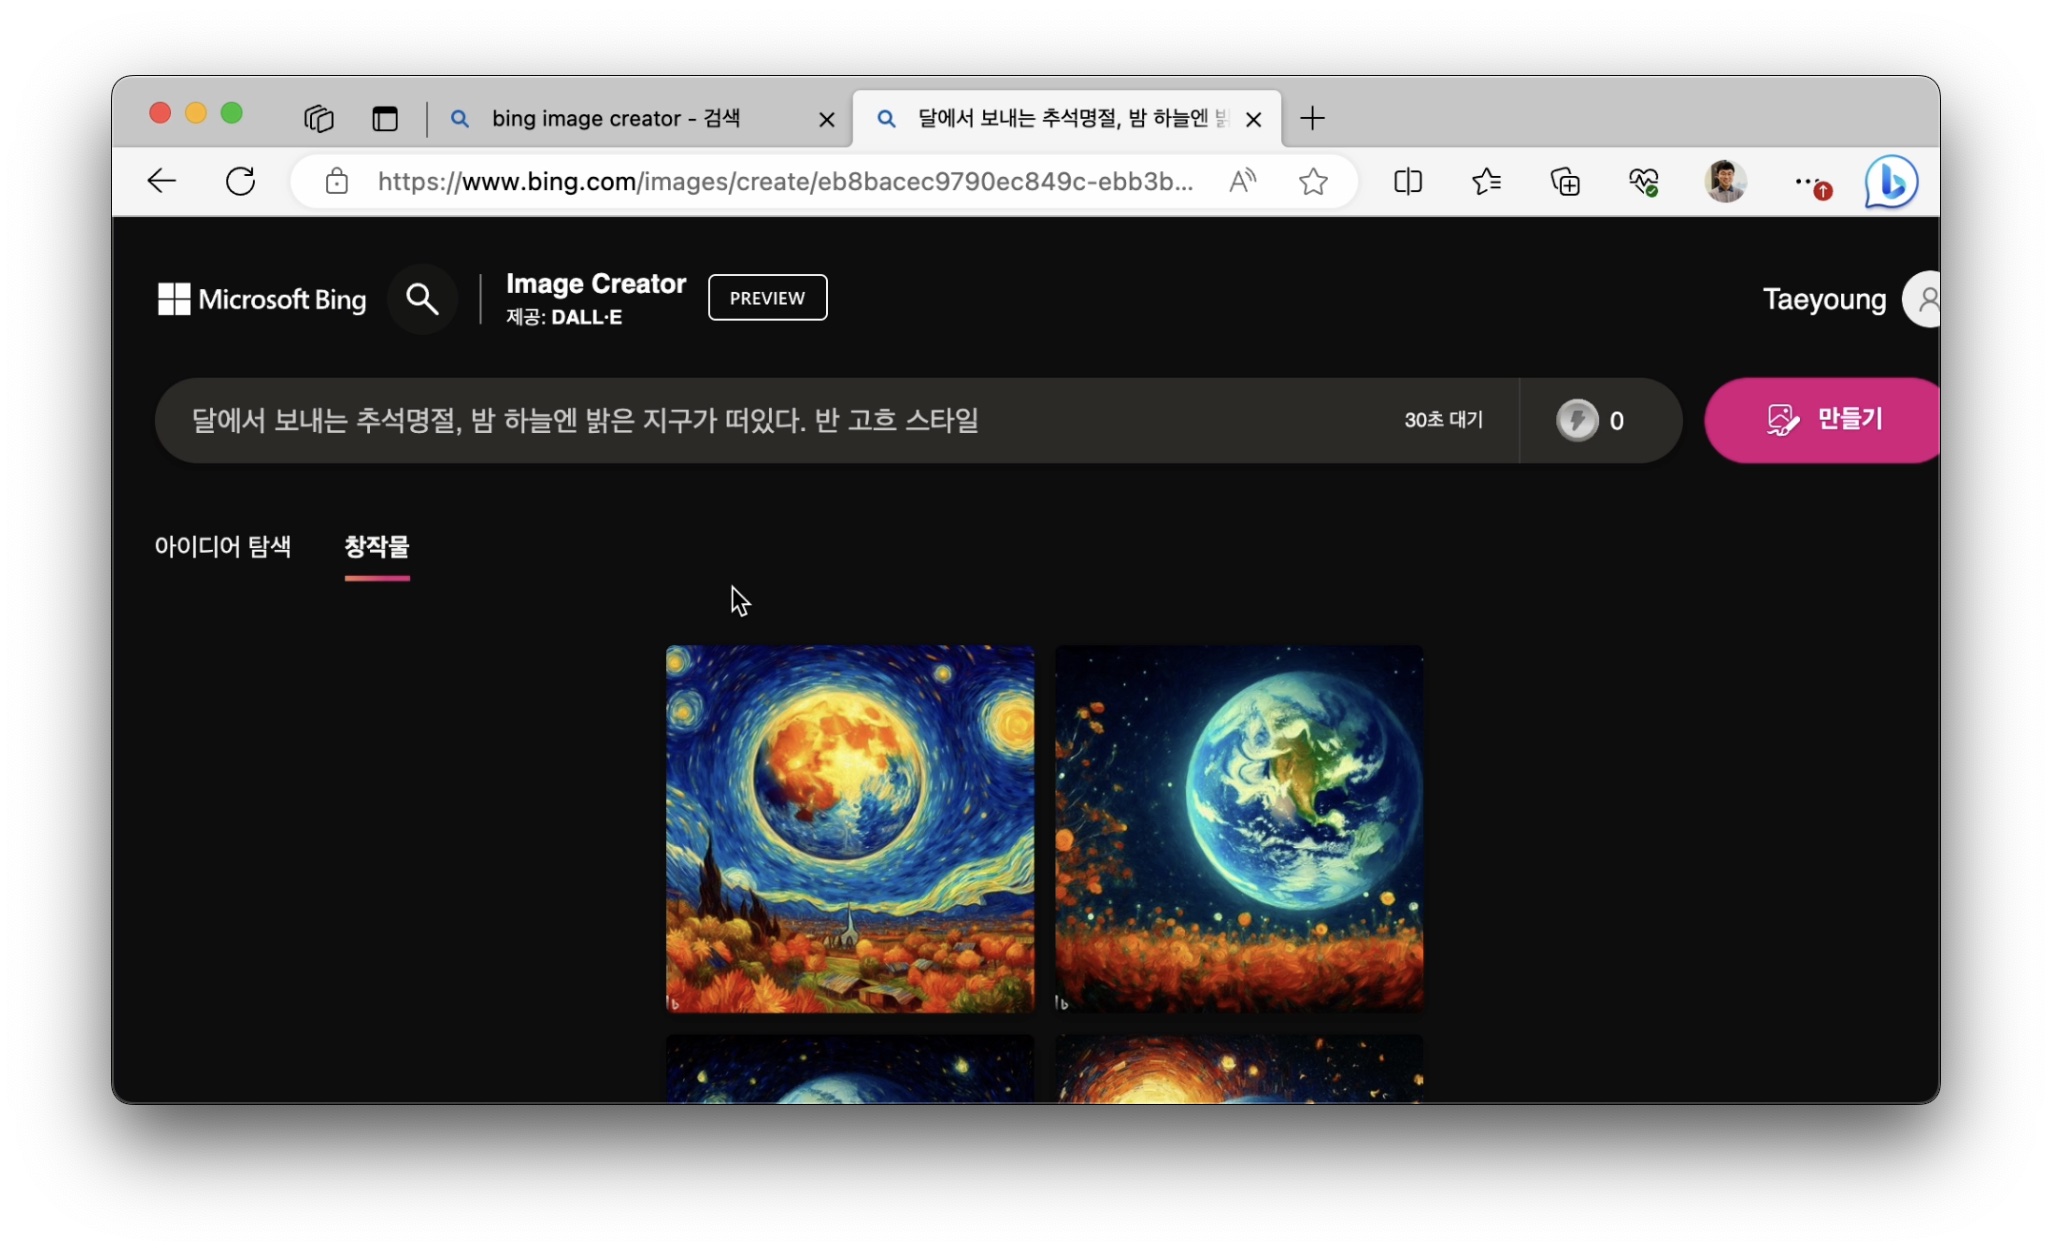 bing image creator - 검색
달에서 보내는 추석명절, 밤 하늘엔
https://www.bing.com/images/create/eb8bacec9790ec849c-ebb3b...
Microsoft Bing
Image Creator
제공: DALL·E
PREVIEW
Taeyoung
달에서 보내는 추석명절, 밤 하늘엔 밝은 지구가 떠있다. 반 고흐 스타일
30초 대기
0
만들기
아이디어 탐색
창작물